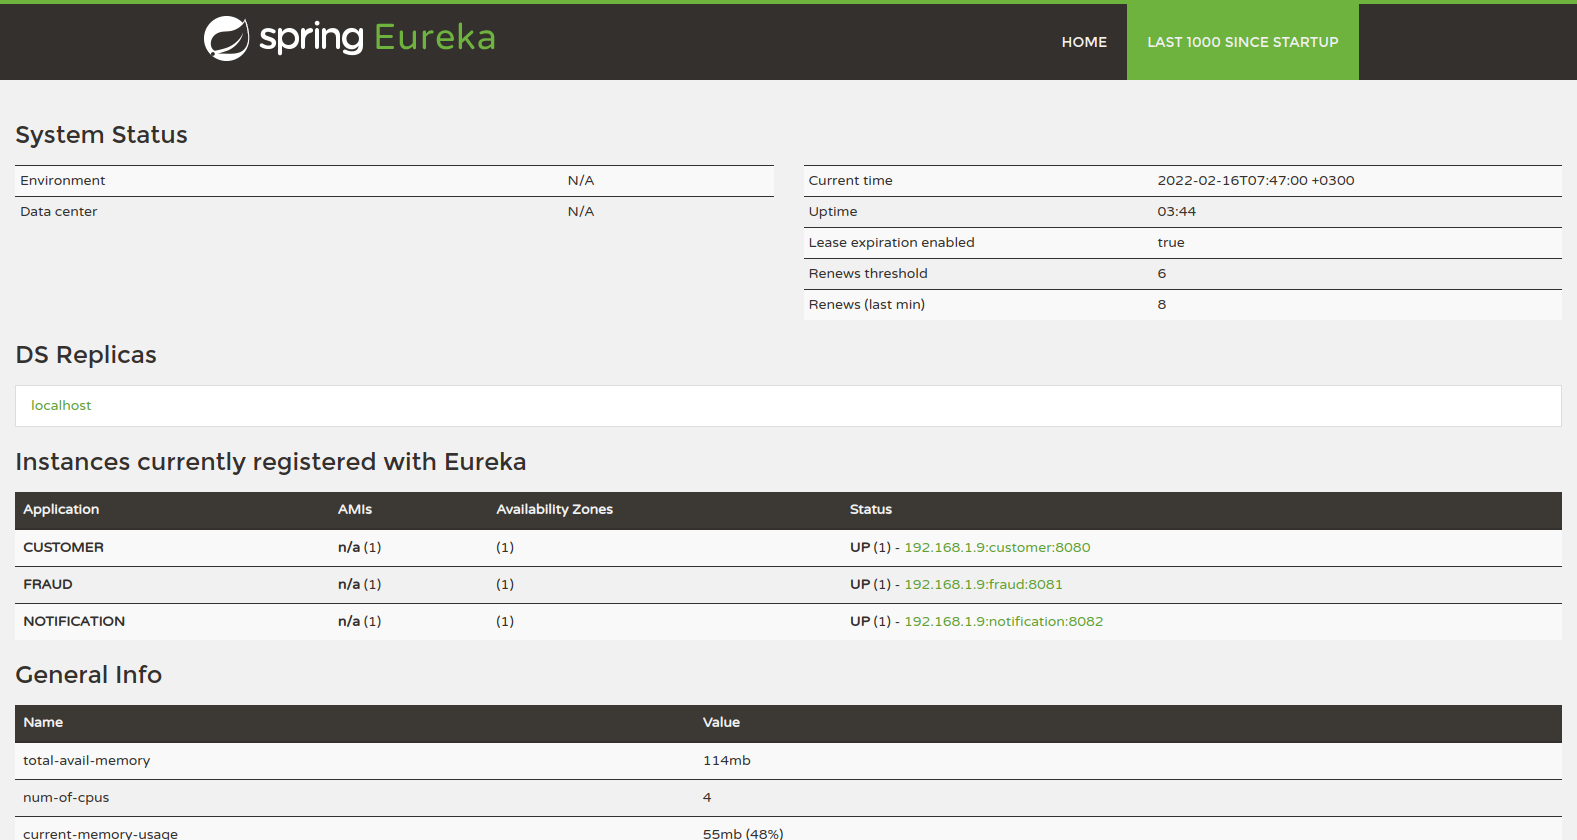 spring Eureka
HOME LAST 1000 SINCE STARTUP
System Status
Environment N/A
Data center N/A
Current time 2022-02-16T07:47:00 +0300
Uptime 03:44
Lease expiration enabled true
Renews threshold 6
Renews (last min) 8
DS Replicas
localhost
Instances currently registered with Eureka
Application AMIs Availability Zones Status
CUSTOMER n/a (1) (1) UP (1) - 192.168.1.9:customer:8080
FRAUD n/a (1) (1) UP (1) - 192.168.1.9:fraud:8081
NOTIFICATION n/a (1) (1) UP (1) - 192.168.1.9:notification:8082
General Info
Name Value
total-avail-memory 114mb
num-of-cpus 4
current-memory-usage 55mb (48%)